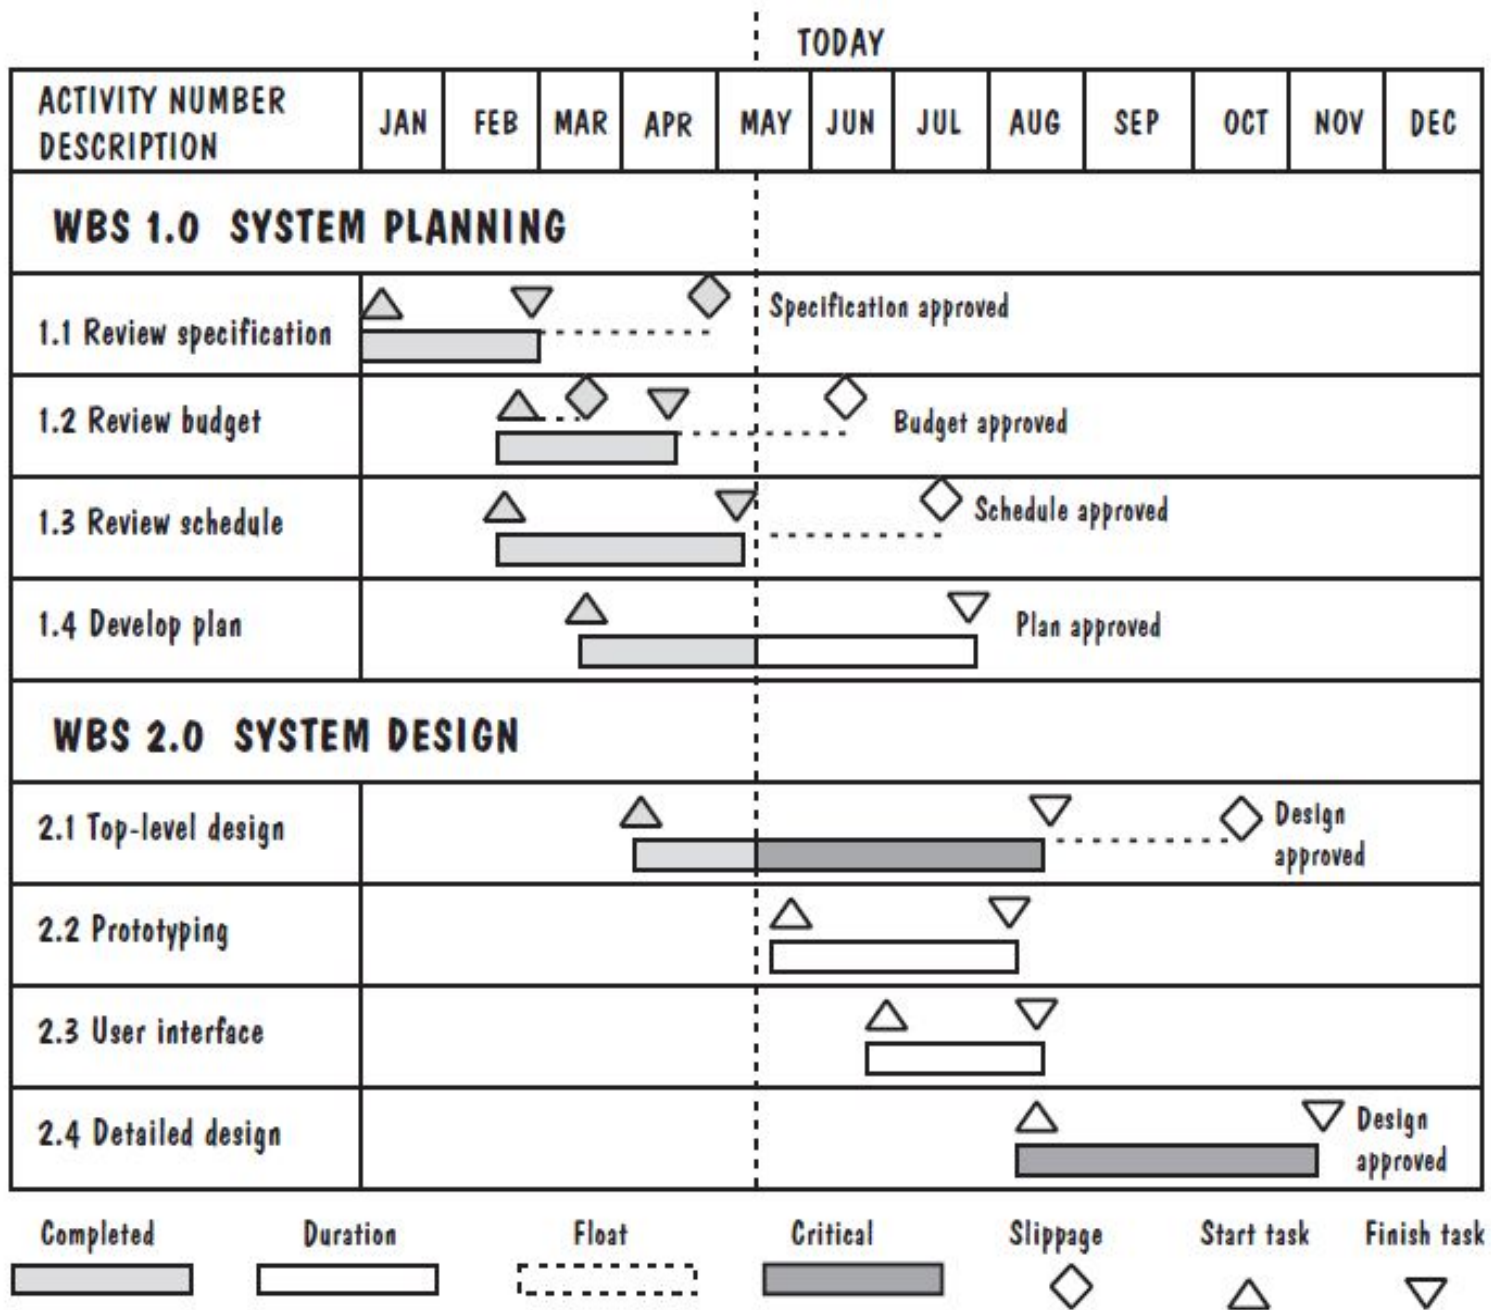 TODAY
ACTIVITY NUMBER
DESCRIPTION
JAN FEB MAR APR MAY JUN JUL AUG SEP OCT NOV DEC
WBS 1.0 SYSTEM PLANNING
1.1 Review specification
Specification approved
1.2 Review budget
Budget approved
1.3 Review schedule
Schedule approved
1.4 Develop plan
Plan approved
WBS 2.0 SYSTEM DESIGN
2.1 Top-level design
Design
approved
2.2 Prototyping
2.3 User interface
2.4 Detailed design
Design
approved
Completed Duration Float Critical Slippage Start task Finish task